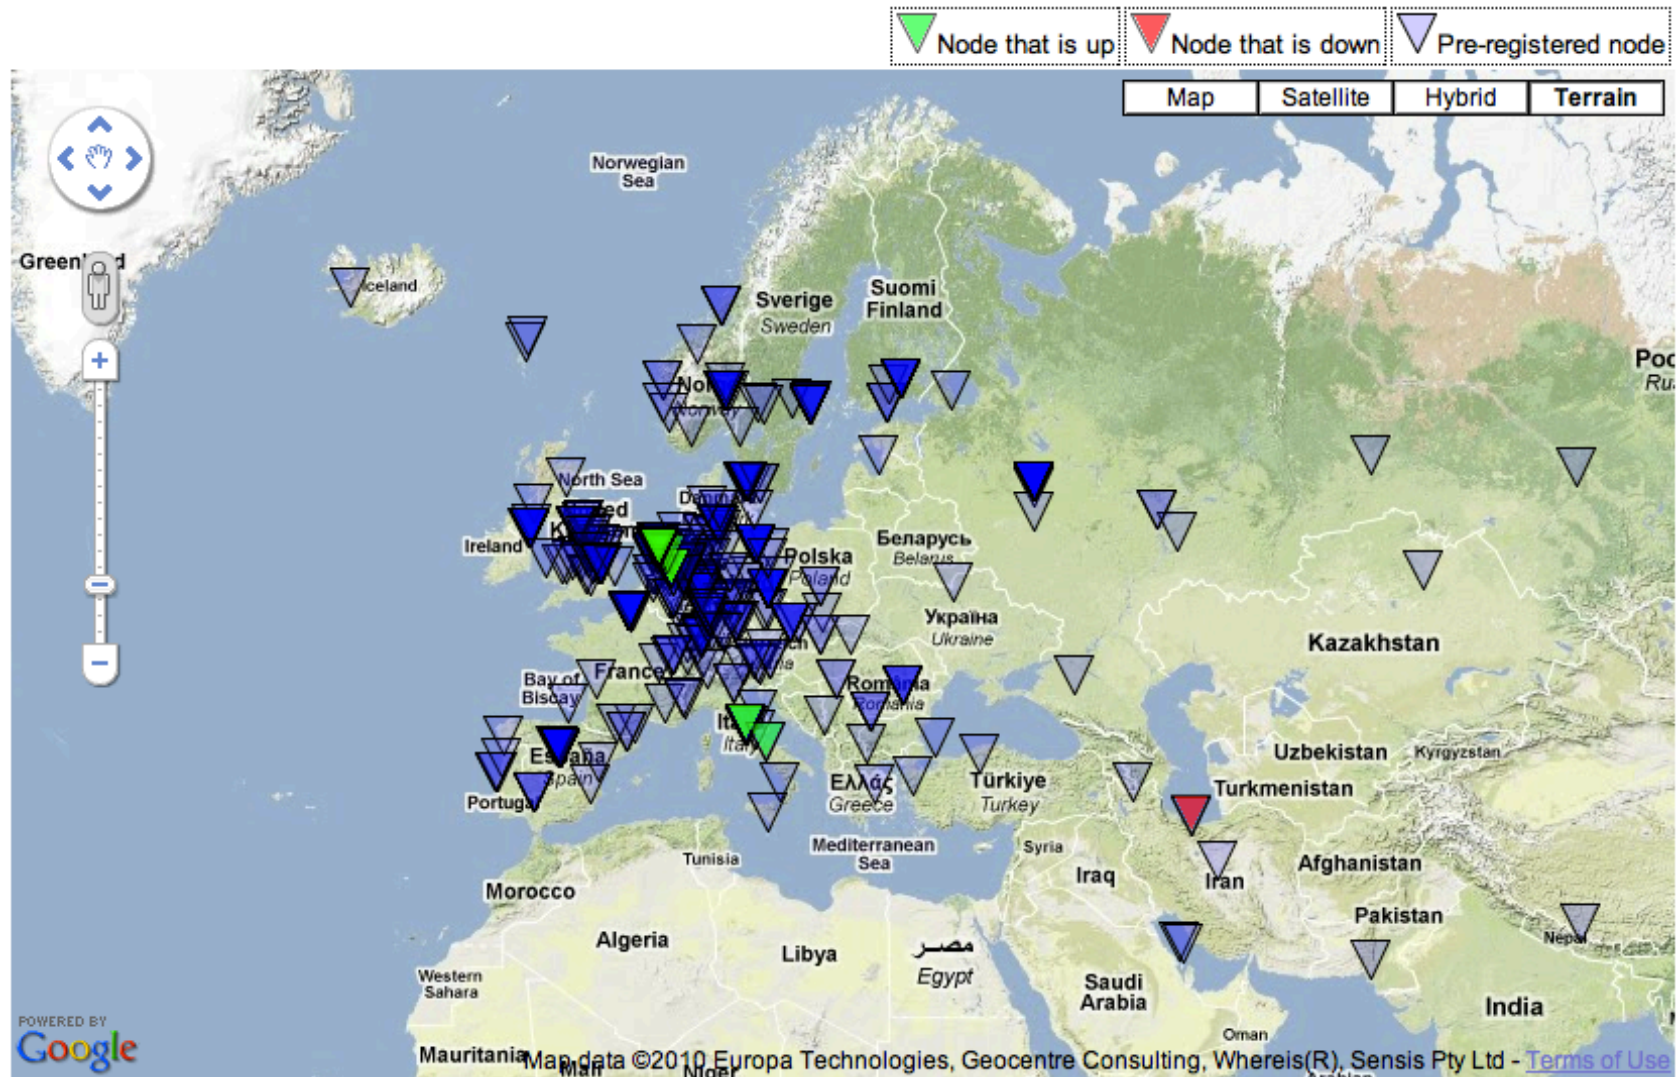 Node that is up
Node that is down
Pre-registered node
Map
Satellite
Hybrid
Terrain
Norwegian
Sea
Iceland
Sverige
Sweden
Suomi
Finland
Norway
North Sea
Ireland
Polska
Poland
Беларусь
Belarus
Україна
Ukraine
Kazakhstan
France
Bay of
Biscay
România
Romania
Italy
España
Spain
Portugal
Ελλάς
Greece
Türkiye
Turkey
Uzbekistan
Kyrgyzstan
Turkmenistan
Mediterranean
Sea
Syria
Tunisia
Iraq
Iran
Afghanistan
Pakistan
Nepal
Morocco
Algeria
Libya
مصر
Egypt
Western
Sahara
Saudi
Arabia
India
Oman
Mauritania
POWERED BY
Google
Map data ©2010 Europa Technologies, Geocentre Consulting, Whereis(R), Sensis Pty Ltd - Terms of Use